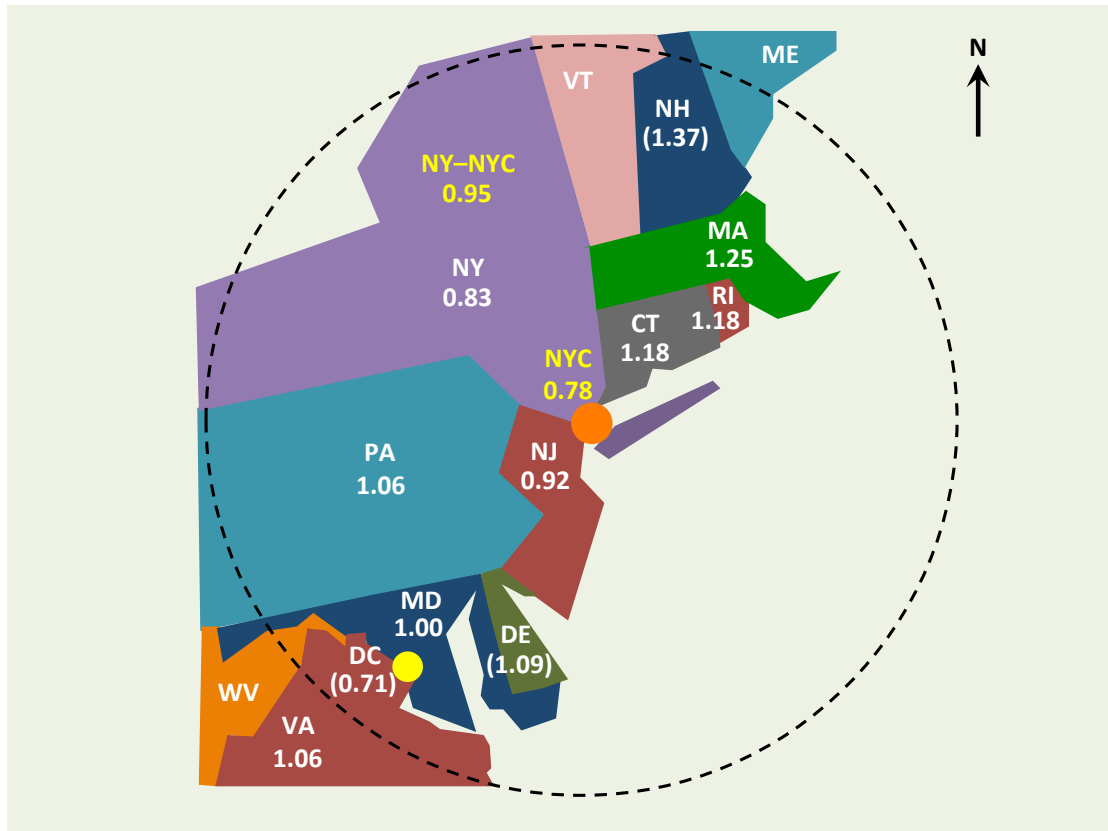 N
ME
VT
NH
(1.37)
NY–NYC
0.95
MA
1.25
NY
0.83
RI
1.18
CT
1.18
NYC
0.78
PA
1.06
NJ
0.92
MD
1.00
DE
(1.09)
DC
(0.71)
WV
VA
1.06